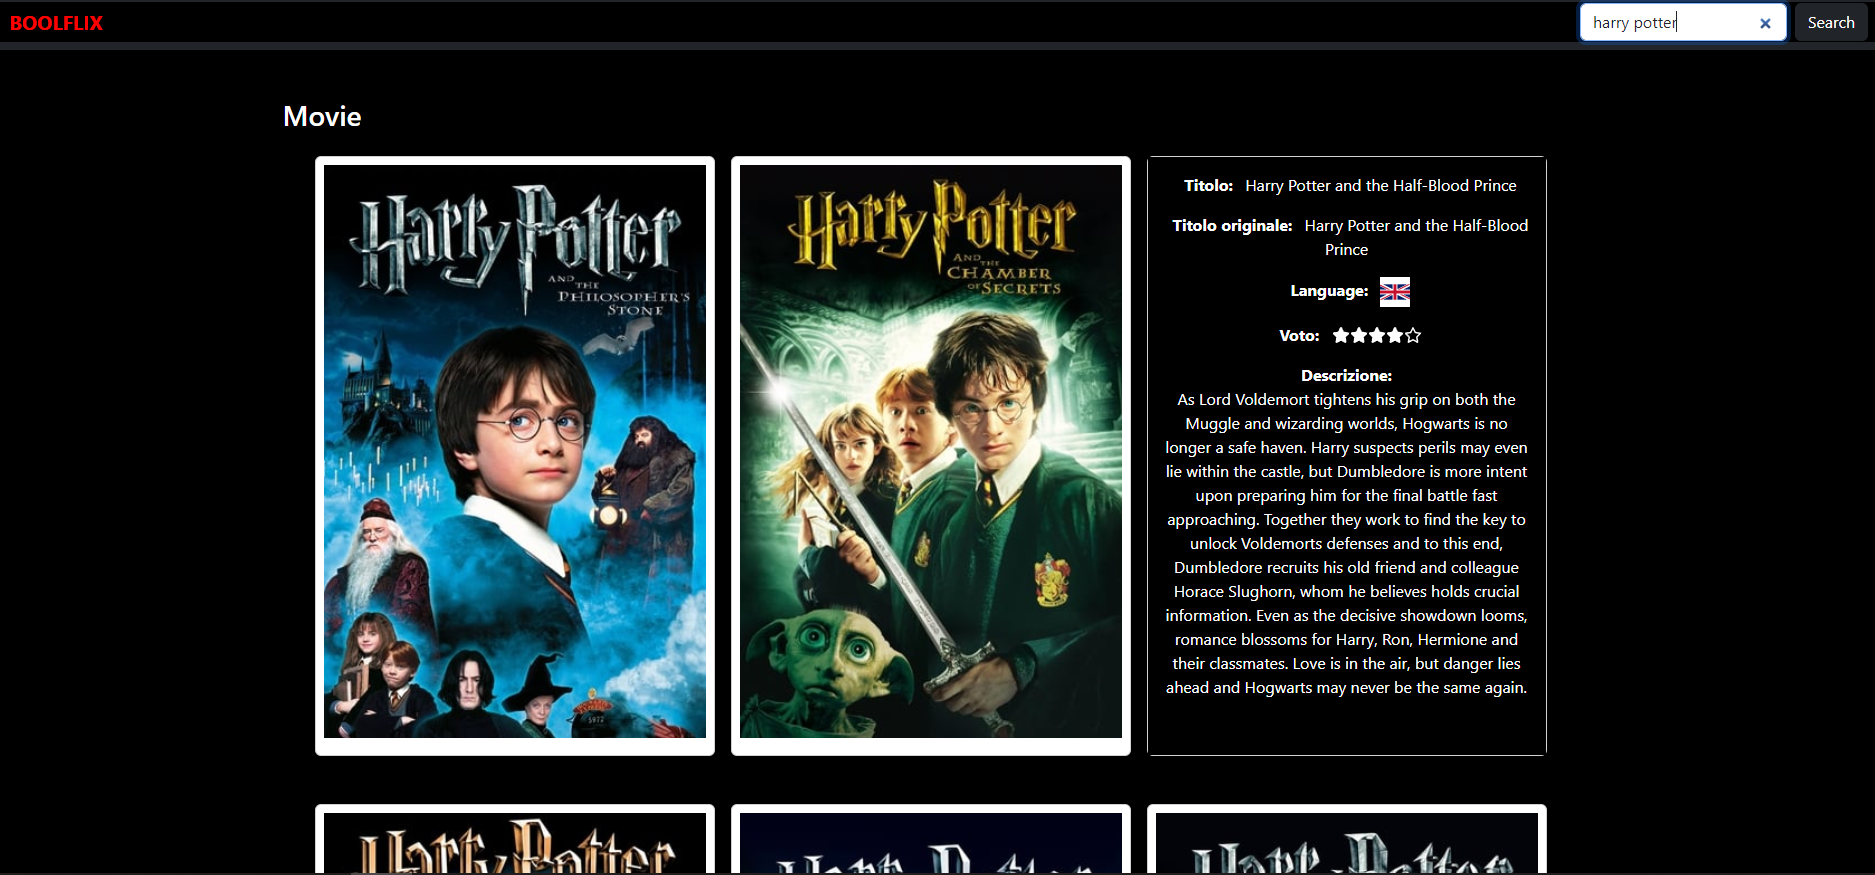 BOOLFLIX
harry potter
Search
Movie
Harry Potter
AND THE
PHILOSOPHER'S
STONE
5972
Harry Potter
AND THE
CHAMBER
OF SECRETS
Titolo: Harry Potter and the Half-Blood Prince
Titolo originale: Harry Potter and the Half-Blood
Prince
Language:
Voto:
Descrizione:
As Lord Voldemort tightens his grip on both the
Muggle and wizarding worlds, Hogwarts is no
longer a safe haven. Harry suspects perils may even
lie within the castle, but Dumbledore is more intent
upon preparing him for the final battle fast
approaching. Together they work to find the key to
unlock Voldemorts defenses and to this end,
Dumbledore recruits his old friend and colleague
Horace Slughorn, whom he believes holds crucial
information. Even as the decisive showdown looms,
romance blossoms for Harry, Ron, Hermione and
their classmates. Love is in the air, but danger lies
ahead and Hogwarts may never be the same again.
Harry Potter
Harry Potter
Harry Potter